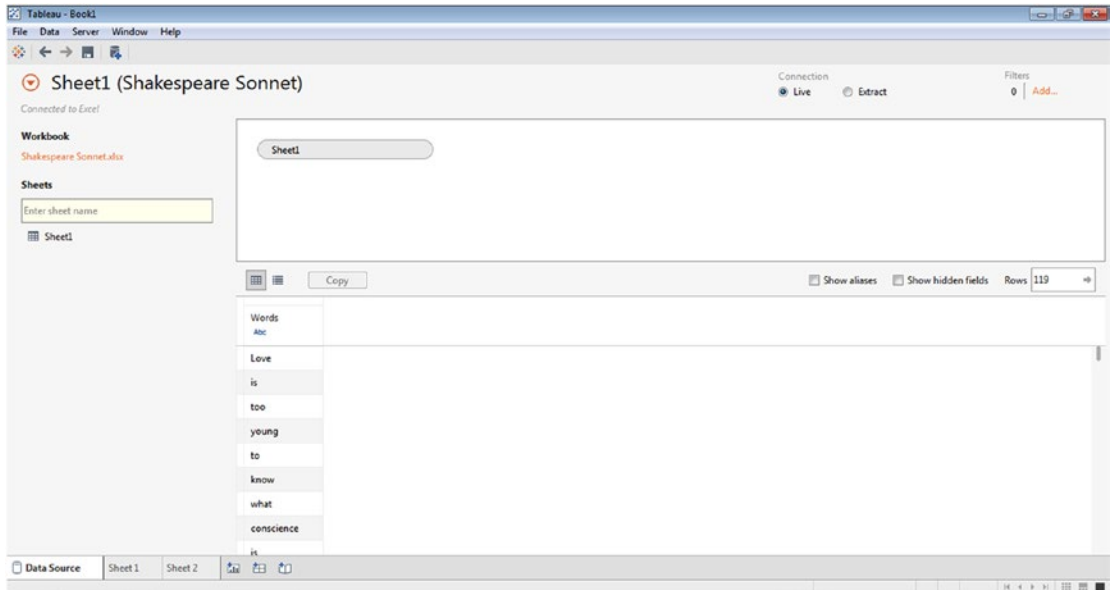 Tableau - Book1
File Data Server Window Help
Sheet1 (Shakespeare Sonnet)
Connected to Excel
Connection
Live Extract
Filters
0 Add...
Workbook
Shakespeare Sonnet.xlsx
Sheets
Enter sheet name
Sheet1
Sheet1
Copy
Show aliases Show hidden fields Rows 119
Words
Abc
Love
is
too
young
to
know
what
conscience
is
Data Source Sheet 1 Sheet 2